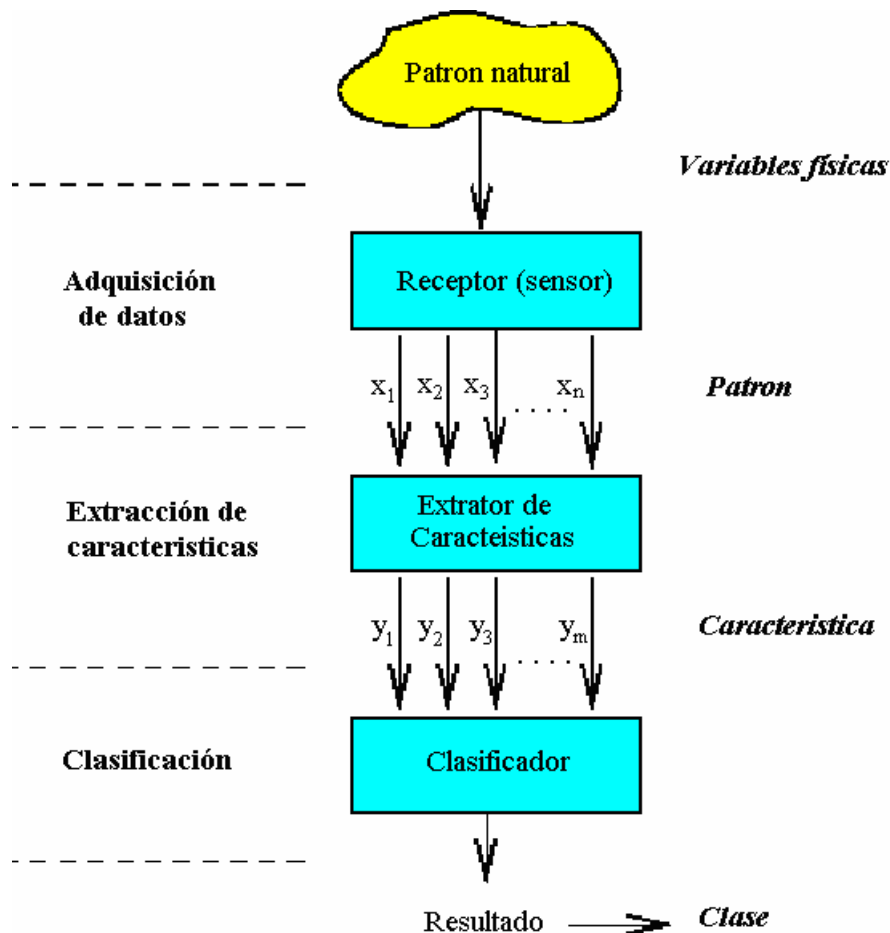 Patron natural
Variables físicas
Adquisición
de datos
Receptor (sensor)
x1 x2 x3 ..... xn
Patron
Extracción de
caracteristicas
Extrator de
Caracteisticas
y1 y2 y3 ..... ym
Caracteristica
Clasificación
Clasificador
Resultado
Clase